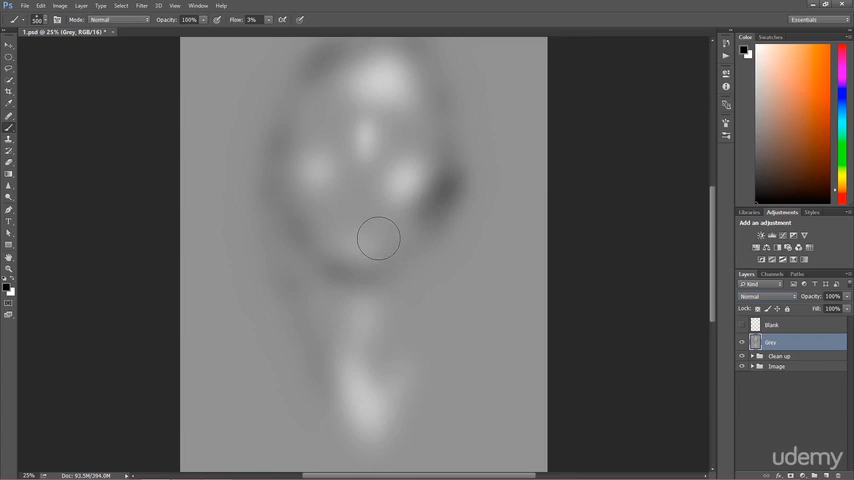 Ps File Edit Image Layer Type Select Filter 3D View Window Help
500 Mode: Normal Opacity: 100% Flow: 3% Essentials
1.psd @ 25% (Grey, RGB/16) *
Color Swatches
Libraries Adjustments Styles
Add an adjustment
Layers Channels Paths
Kind
Normal Opacity: 100%
Lock: Fill: 100%
Blank
Grey
Clean up
Image
udemy
25% Doc: 93.5M/394.0M